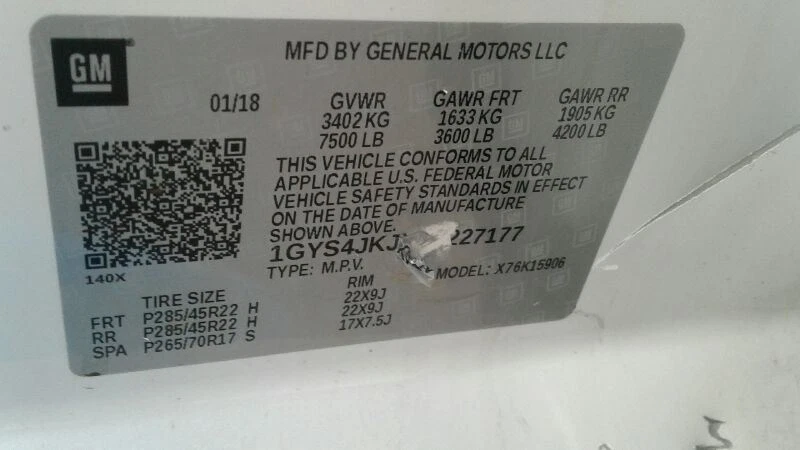 GM
MFD BY GENERAL MOTORS LLC
01/18 GVWR GAWR FRT GAWR RR
3402 KG 1633 KG 1905 KG
7500 LB 3600 LB 4200 LB
THIS VEHICLE CONFORMS TO ALL
APPLICABLE U.S. FEDERAL MOTOR
VEHICLE SAFETY STANDARDS IN EFFECT
ON THE DATE OF MANUFACTURE
SHOWN ABOVE.
1GYS4JKJ 227177
140X
TYPE: M.P.V. MODEL: X76K15906
TIRE SIZE RIM
FRT P285/45R22 H 22X9J
RR P285/45R22 H 22X9J
SPA P265/70R17 S 17X7.5J